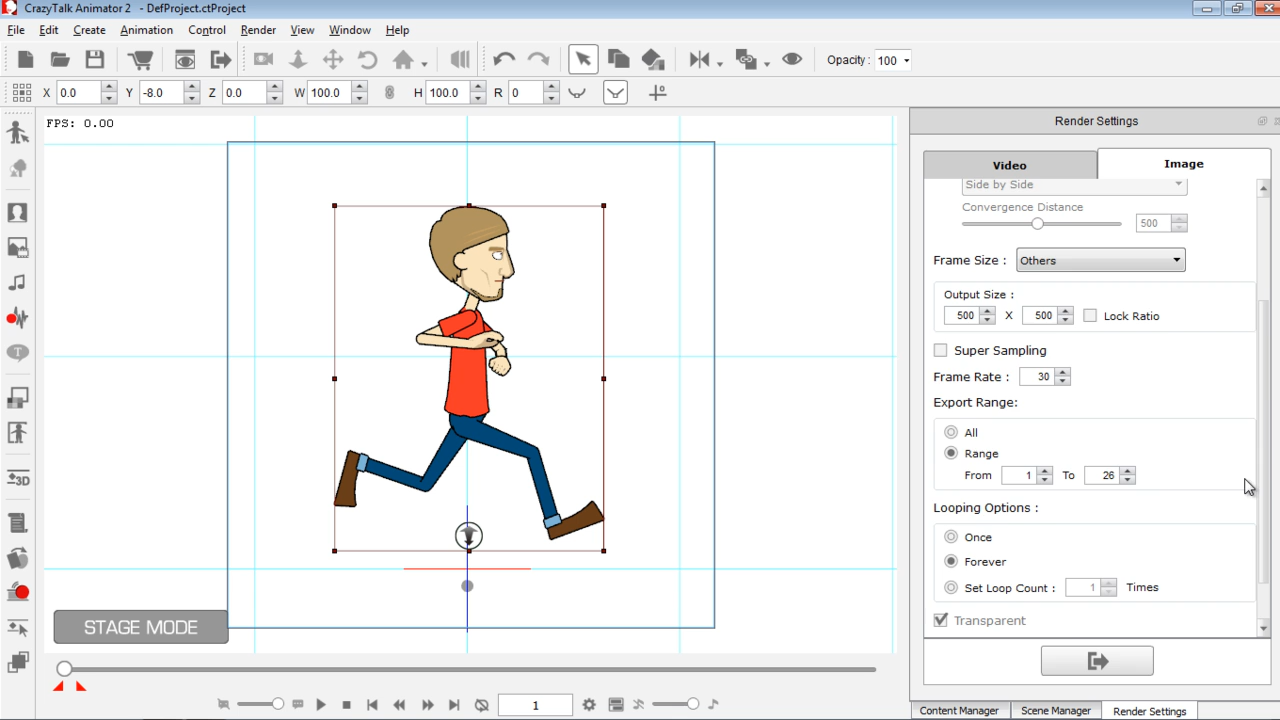 CrazyTalk Animator 2   - DefProject.ctProject
File Edit Create Animation Control Render View Window Help
Opacity : 100
X 0.0 Y -8.0 Z 0.0 W 100.0 H 100.0 R 0
FPS: 0.00
Render Settings
Video Image
Side by Side
Convergence Distance
500
Frame Size : Others
Output Size :
500 X 500 Lock Ratio
Super Sampling
Frame Rate : 30
Export Range:
All
Range
From 1 To 26
Looping Options :
Once
Forever
Set Loop Count : 1 Times
Transparent
STAGE MODE
3D
1
Content Manager Scene Manager Render Settings